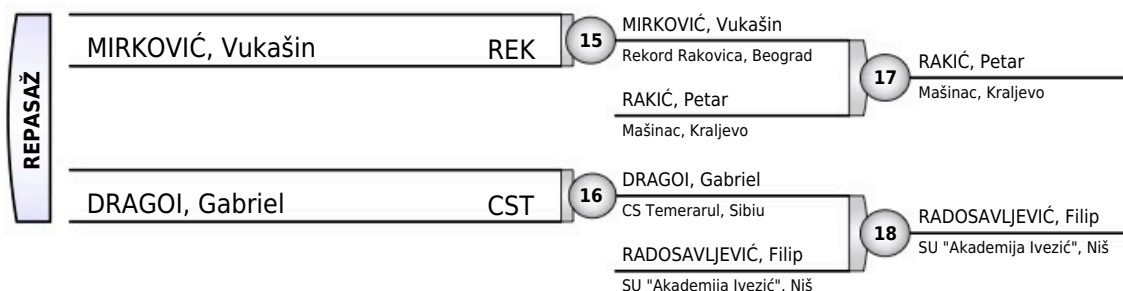 REPASAŽ
MIRKOVIĆ, Vukašin REK
15
MIRKOVIĆ, Vukašin
Rekord Rakovica, Beograd
RAKIĆ, Petar
Mašinac, Kraljevo
17
RAKIĆ, Petar
Mašinac, Kraljevo
DRAGOI, Gabriel CST
16
DRAGOI, Gabriel
CS Temerarul, Sibiu
RADOSAVLJEVIĆ, Filip
SU "Akademija Ivezić", Niš
18
RADOSAVLJEVIĆ, Filip
SU "Akademija Ivezić", Niš